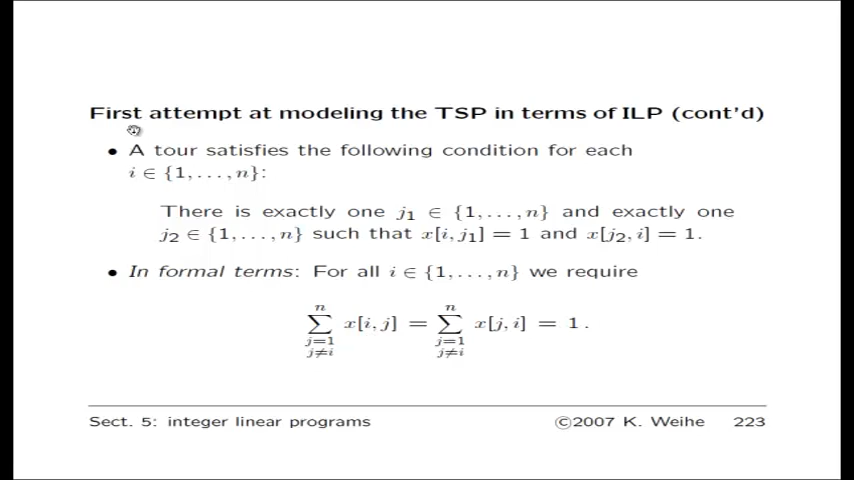 First attempt at modeling the TSP in terms of ILP (cont'd)
• A tour satisfies the following condition for each
i ∈ {1, . . . , n}:
There is exactly one j₁ ∈ {1, . . . , n} and exactly one
j₂ ∈ {1, . . . , n} such that x[i, j₁] = 1 and x[j₂, i] = 1.
• In formal terms: For all i ∈ {1, . . . , n} we require
n n
∑ x[i, j] = ∑ x[j, i] = 1 .
j=1 j=1
j≠i j≠i
Sect. 5: integer linear programs ©2007 K. Weihe 223